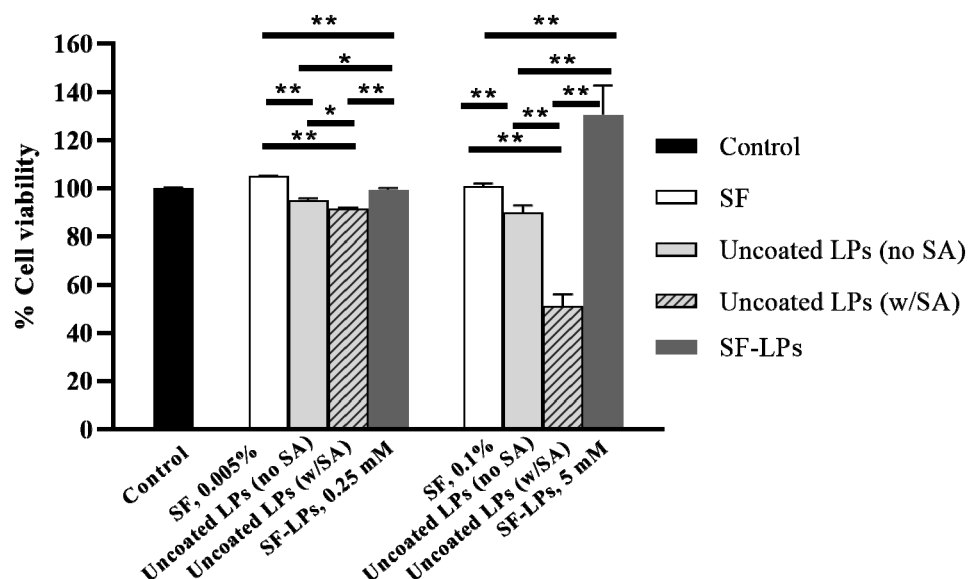 **
**
*
**
**
**
*
**
**
**
**
**
160
140
120
100
80
60
40
20
0
% Cell viability
Control
SF, 0.005%
Uncoated LPs (no SA)
Uncoated LPs (w/SA)
SF-LPs, 0.25 mM
SF, 0.1%
Uncoated LPs (no SA)
Uncoated LPs (w/SA)
SF-LPs, 5 mM
Control
SF
Uncoated LPs (no SA)
Uncoated LPs (w/SA)
SF-LPs